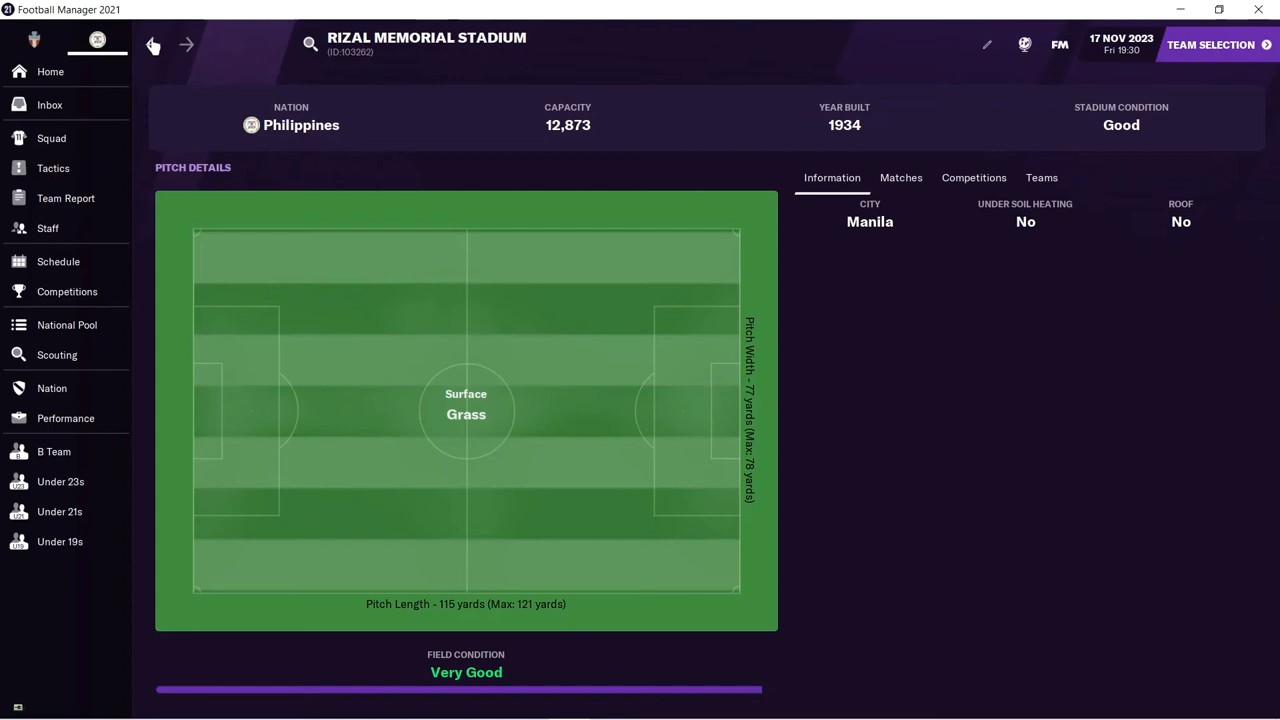 Football Manager 2021
RIZAL MEMORIAL STADIUM
(ID:103262)
FM
17 NOV 2023
Fri 19:30
TEAM SELECTION
Home
Inbox
Squad
Tactics
Team Report
Staff
Schedule
Competitions
National Pool
Scouting
Nation
Performance
B Team
Under 23s
Under 21s
Under 19s
NATION
Philippines
CAPACITY
12,873
YEAR BUILT
1934
STADIUM CONDITION
Good
PITCH DETAILS
Surface
Grass
Pitch Width - 77 yards (Max: 78 yards)
Pitch Length - 115 yards (Max: 121 yards)
FIELD CONDITION
Very Good
Information Matches Competitions Teams
CITY
Manila
UNDER SOIL HEATING
No
ROOF
No